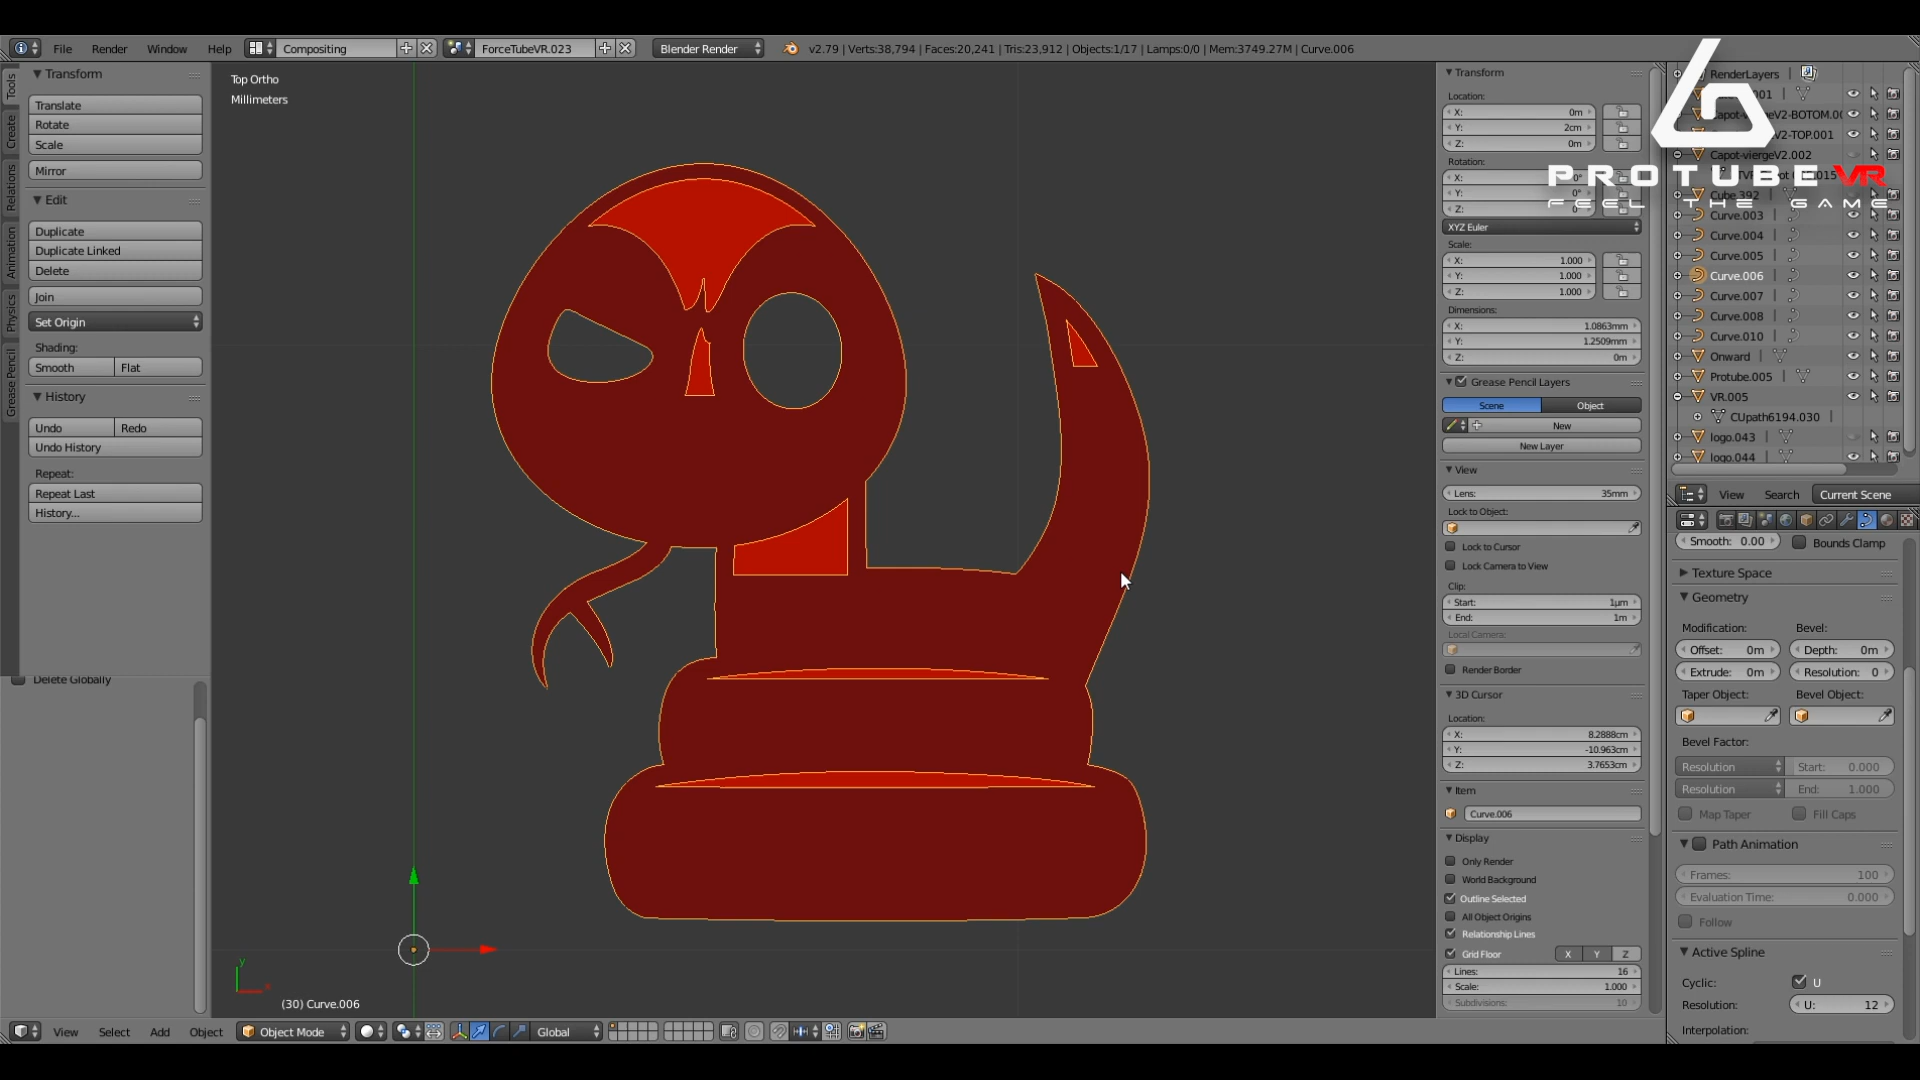 File Render Window Help Compositing ForceTubeVR.023 Blender Render v2.79 | Verts:38,794 | Faces:20,241 | Tris:23,912 | Objects:1/17 | Lamps:0/0 | Mem:3749.27M | Curve.006
Tools
Create
Relations
Animation
Physics
Grease Pencil
Transform
Translate
Rotate
Scale
Mirror
Edit
Duplicate
Duplicate Linked
Delete
Join
Set Origin
Shading:
Smooth Flat
History
Undo Redo
Undo History
Repeat:
Repeat Last
History...
Delete Globally
Top Ortho
Millimeters
y
(30) Curve.006
View Select Add Object Object Mode Global
Transform
Location:
X: 0m
Y: 2cm
Z: 0m
Rotation:
X: 0°
Y: 0°
Z: 0°
XYZ Euler
Scale:
X: 1.000
Y: 1.000
Z: 1.000
Dimensions:
X: 1.0863mm
Y: 1.2509mm
Z: 0m
Grease Pencil Layers
Scene Object
New
New Layer
View
Lens: 35mm
Lock to Object:
Lock to Cursor
Lock Camera to View
Clip:
Start: 1µm
End: 1m
Local Camera:
Render Border
3D Cursor
Location:
X: 8.2888cm
Y: -10.963cm
Z: 3.7653cm
Item
Curve.006
Display
Only Render
World Background
Outline Selected
All Object Origins
Relationship Lines
Grid Floor X Y Z
Lines: 16
Scale: 1.000
Subdivisions: 10
RenderLayers
PROTUBEVR
FEEL THE GAME
Capot-viergeV2.002
Cube.392
Curve.003
Curve.004
Curve.005
Curve.006
Curve.007
Curve.008
Curve.010
Onward
Protube.005
VR.005
CUpath6194.030
logo.043
logo.044
View Search Current Scene
Smooth: 0.00 Bounds Clamp
Texture Space
Geometry
Modification: Bevel:
Offset: 0m Depth: 0m
Extrude: 0m Resolution: 0
Taper Object: Bevel Object:
Bevel Factor:
Resolution Start: 0.000
Resolution End: 1.000
Map Taper Fill Caps
Path Animation
Frames: 100
Evaluation Time: 0.000
Follow
Active Spline
Cyclic: U
Resolution: U: 12
Interpolation: